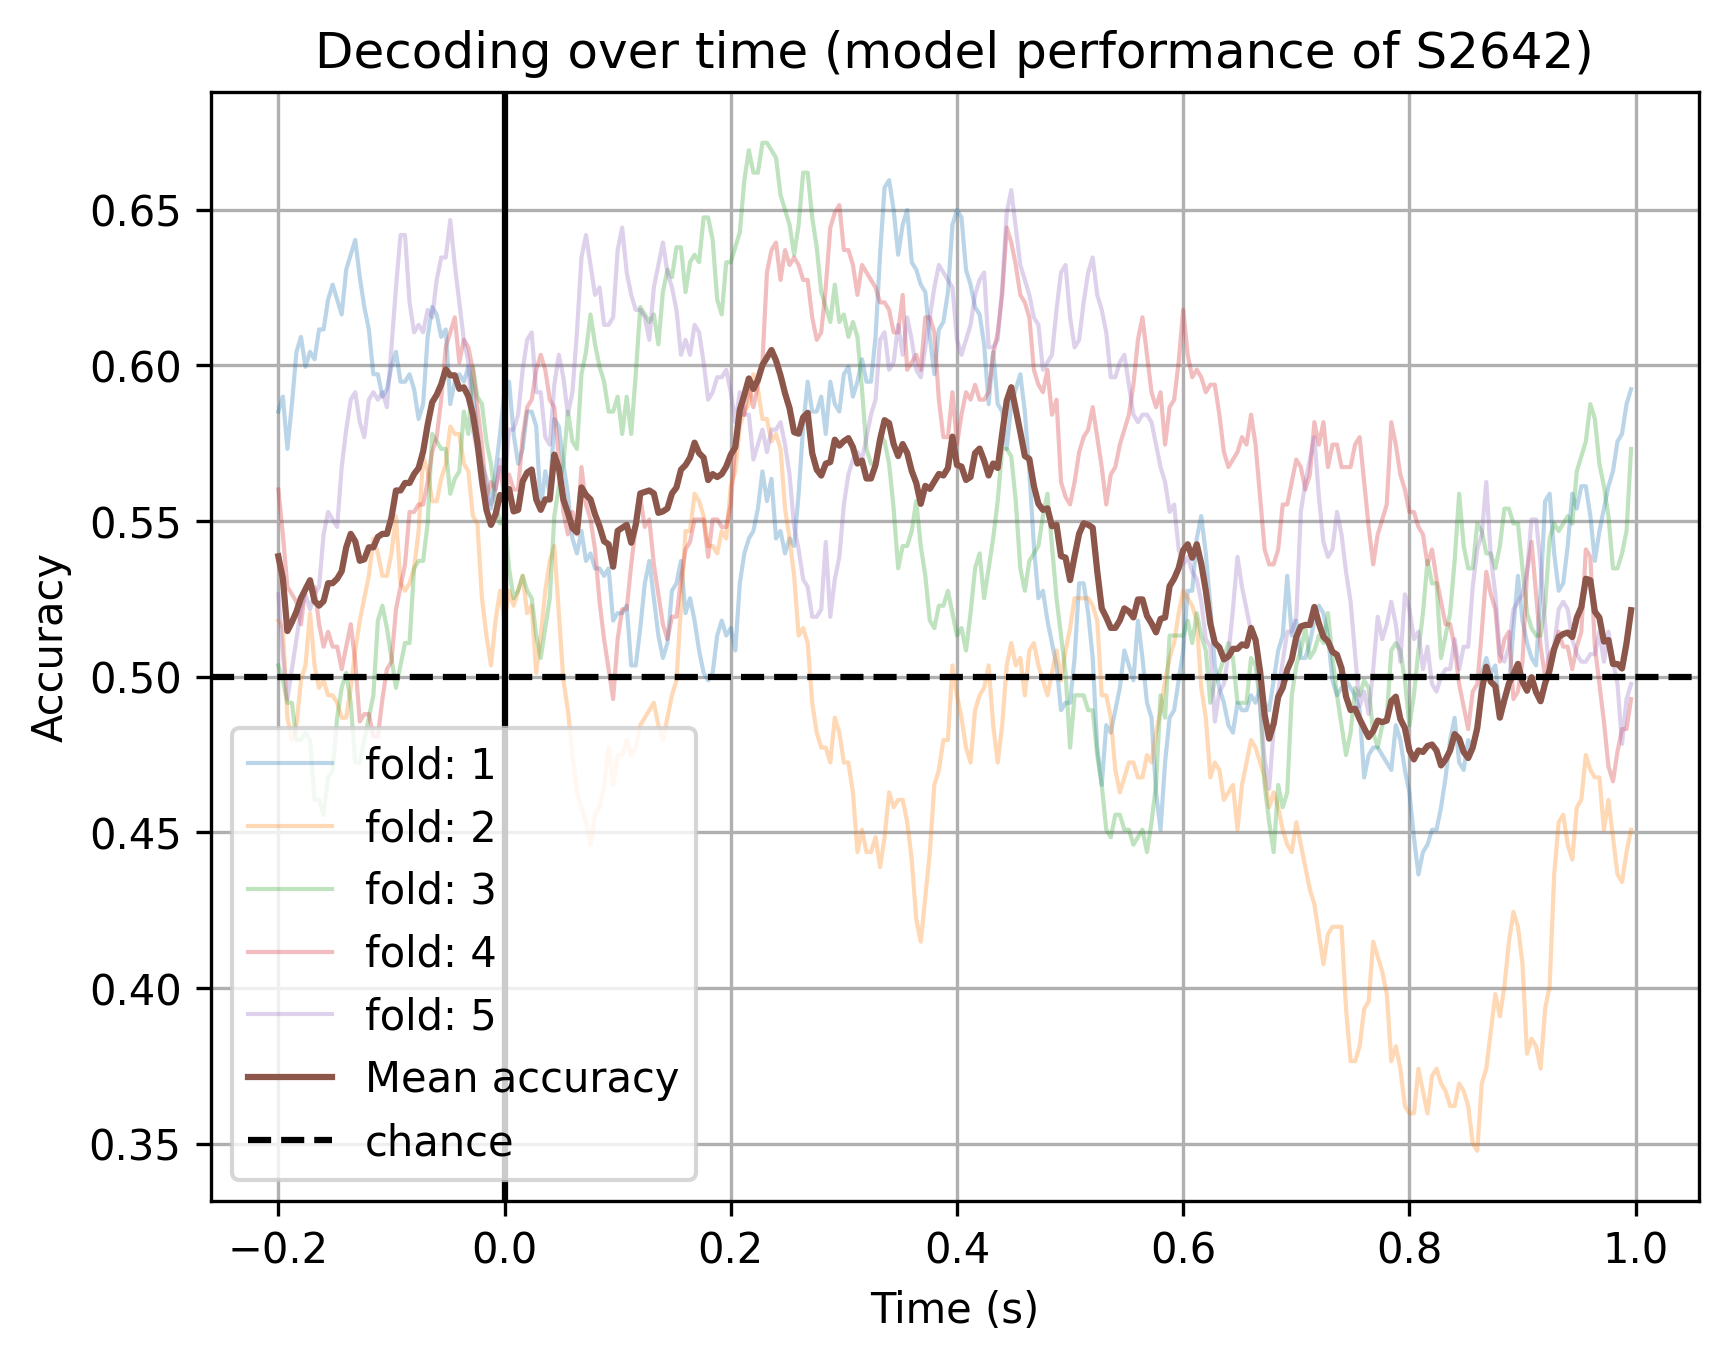 Decoding over time (model performance of S2642)
Accuracy
0.65
0.60
0.55
0.50
0.45
0.40
0.35
fold: 1
fold: 2
fold: 3
fold: 4
fold: 5
Mean accuracy
chance
−0.2 0.0 0.2 0.4 0.6 0.8 1.0
Time (s)